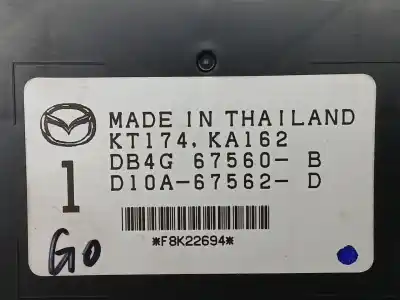 MADE IN THAILAND
KT174, KA162
DB4G 67560- B
D10A-67562- D
1
GO
*F8K22694*